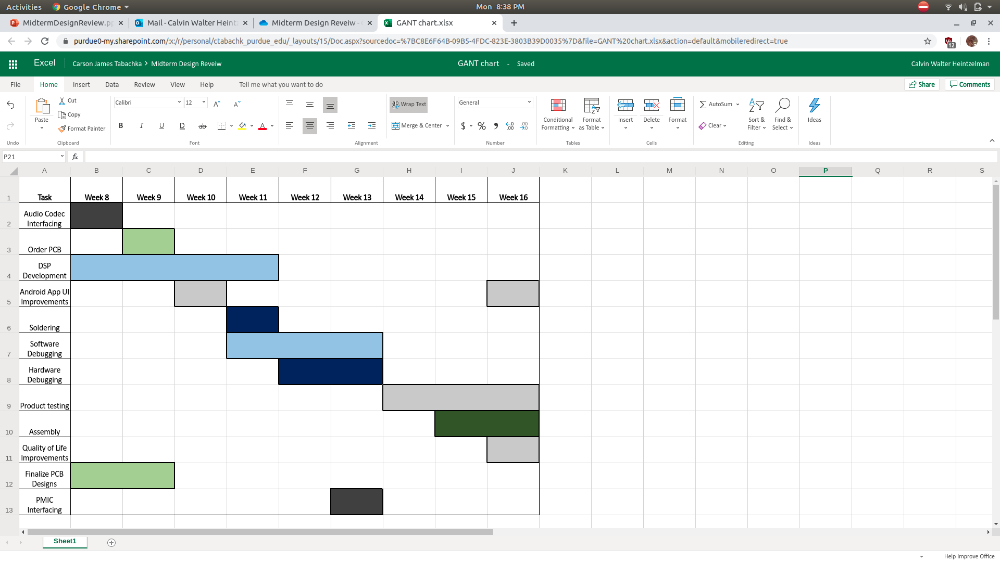 Activities Google Chrome Mon 8:38 PM
MidtermDesignReview.pp Mail - Calvin Walter Heintz Midterm Design Reveiw - GANT chart.xlsx
purdue0-my.sharepoint.com/:x:/r/personal/ctabachk_purdue_edu/_layouts/15/Doc.aspx?sourcedoc=%7BC8E6F64B-09B5-4FDC-823E-3803B39D0035%7D&file=GANT%20chart.xlsx&action=default&mobileredirect=true 12
Excel Carson James Tabachka > Midterm Design Reveiw GANT chart - Saved Calvin Walter Heintzelman
File Home Insert Data Review View Help Tell me what you want to do Share Comments
Paste Cut Copy Format Painter
Calibri 12 A A
B I U D ab A
ab Wrap Text
Merge & Center
General
$ % .00 .00
Conditional Formatting Format as Table
Insert Delete Format
AutoSum Clear Sort & Filter Find & Select
Ideas
Undo Clipboard Font Alignment Number Tables Cells Editing Ideas
P21 fx
A B C D E F G H I J K L M N O P Q R S
1 Task Week 8 Week 9 Week 10 Week 11 Week 12 Week 13 Week 14 Week 15 Week 16
Audio Codec
2 Interfacing
3 Order PCB
DSP
4 Development
Android App UI
5 Improvements
6 Soldering
Software
7 Debugging
Hardware
8 Debugging
9 Product testing
10 Assembly
Quality of Life
11 Improvements
Finalize PCB
12 Designs
PMIC
13 Interfacing
Sheet1
Help Improve Office